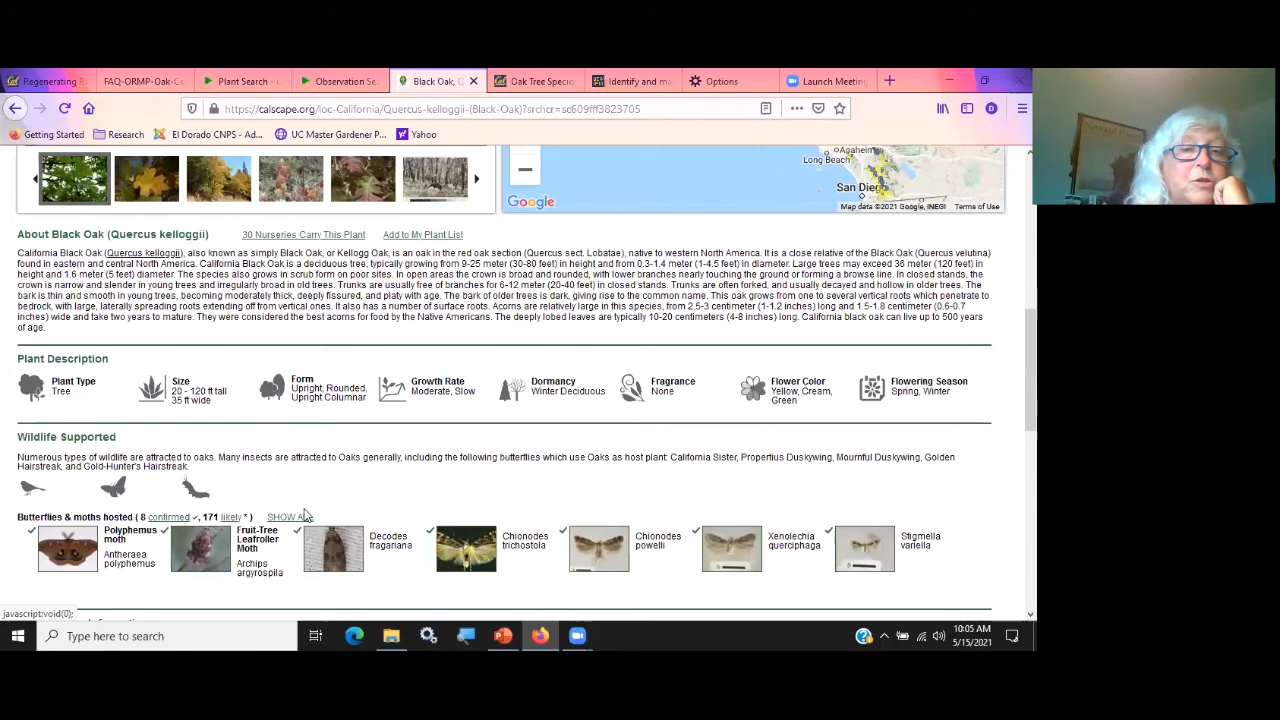 Regenerating R
FAQ-ORMP-Oak-Co
Plant Search - C
Observation Sea
Black Oak, Q
Oak Tree Specie
Identify and ma
Options
Launch Meeting
https://calscape.org/loc-California/Quercus-kelloggii-(Black-Oak)?srchcr=sc609fff3823705
Getting Started
Research
El Dorado CNPS - Ad...
UC Master Gardener P...
Yahoo
Anaheim
Long Beach
San Diego
Google
Map data ©2021 Google, INEGI
Terms of Use
About Black Oak (Quercus kelloggii)
30 Nurseries Carry This Plant
Add to My Plant List
California Black Oak (Quercus kelloggii), also known as simply Black Oak, or Kellogg Oak, is an oak in the red oak section (Quercus sect. Lobatae), native to western North America. It is a close relative of the Black Oak (Quercus velutina)
found in eastern and central North America. California Black Oak is a deciduous tree, typically growing from 9-25 meter (30-80 feet) in height and from 0.3-1.4 meter (1-4.5 feet) in diameter. Large trees may exceed 36 meter (120 feet) in
height and 1.6 meter (5 feet) diameter. The species also grows in scrub form on poor sites. In open areas the crown is broad and rounded, with lower branches nearly touching the ground or forming a browse line. In closed stands, the
crown is narrow and slender in young trees and irregularly broad in old trees. Trunks are usually free of branches for 6-12 meter (20-40 feet) in closed stands. Trunks are often forked, and usually decayed and hollow in older trees. The
bark is thin and smooth in young trees, becoming moderately thick, deeply fissured, and platy with age. The bark of older trees is dark, giving rise to the common name. This oak grows from one to several vertical roots which penetrate to
bedrock, with large, laterally spreading roots extending off from vertical ones. It also has a number of surface roots. Acorns are relatively large in this species, from 2.5-3 centimeter (1-1.2 inches) long and 1.5-1.8 centimeter (0.6-0.7
inches) wide and take two years to mature. They were considered the best acorns for food by the Native Americans. The deeply lobed leaves are typically 10-20 centimeters (4-8 inches) long. California black oak can live up to 500 years
of age.
Plant Description
Plant Type
Tree
Size
20 - 120 ft tall
35 ft wide
Form
Upright, Rounded,
Upright Columnar
Growth Rate
Moderate, Slow
Dormancy
Winter Deciduous
Fragrance
None
Flower Color
Yellow, Cream,
Green
Flowering Season
Spring, Winter
Wildlife Supported
Numerous types of wildlife are attracted to oaks. Many insects are attracted to Oaks generally, including the following butterflies which use Oaks as host plant: California Sister, Propertius Duskywing, Mournful Duskywing, Golden
Hairstreak, and Gold-Hunter's Hairstreak.
Butterflies & moths hosted ( 8 confirmed ✓, 171 likely * )
SHOW ALL
Polyphemus
moth
Antheraea
polyphemus
Fruit-Tree
Leafroller
Moth
Archips
argyrospila
Decodes
fragariana
Chionodes
trichostola
Chionodes
powelli
Xenolechia
querciphaga
Stigmella
variella
javascript:void(0);
Type here to search
10:05 AM
5/15/2021